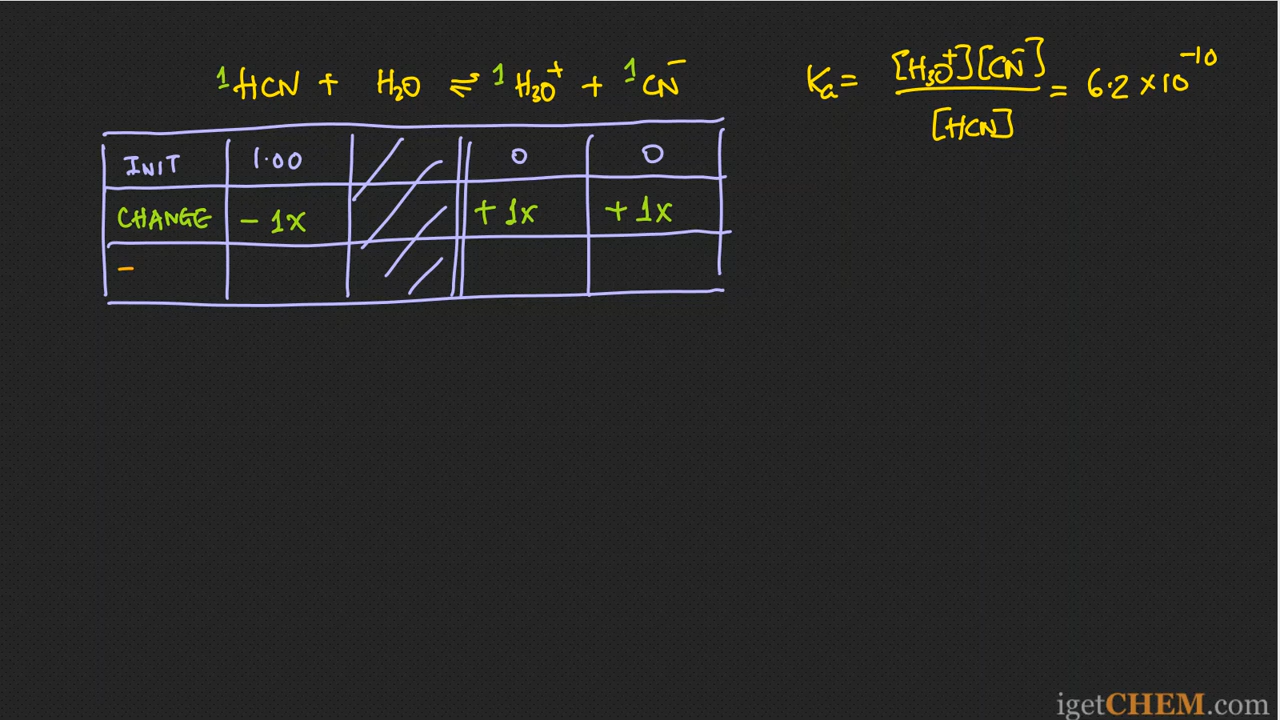 1HCN + H₂O ⇌ 1H₃O⁺ + 1CN⁻
Ka = [H₃O⁺][CN⁻] / [HCN] = 6.2 × 10⁻¹⁰
INIT 1.00 0 0
CHANGE - 1x + 1x + 1x
igetCHEM.com